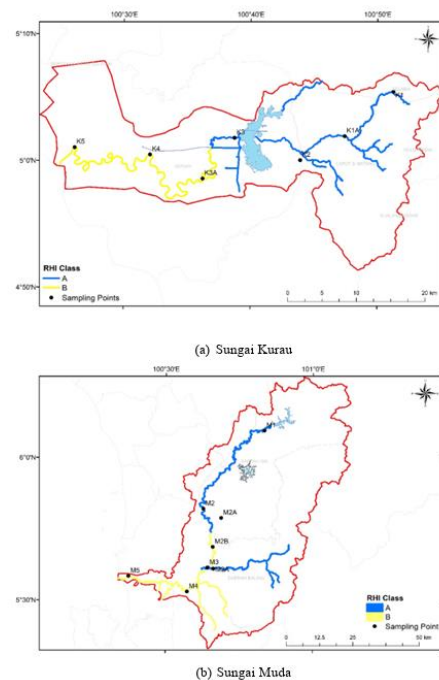 100°30'E 100°40'E 100°50'E
5°10'N
5°0'N
4°50'N
K5
K4
K3A
K3
K2
K1A
K1
RHI Class
A
B
Sampling Points
0 5 10 20 km
(a) Sungai Kurau
100°30'E 101°0'E
6°0'N
5°30'N
M1
M2
M2A
M2B
M3
M4
M5
RHI Class
A
B
Sampling Points
0 12.5 25 50 km
(b) Sungai Muda